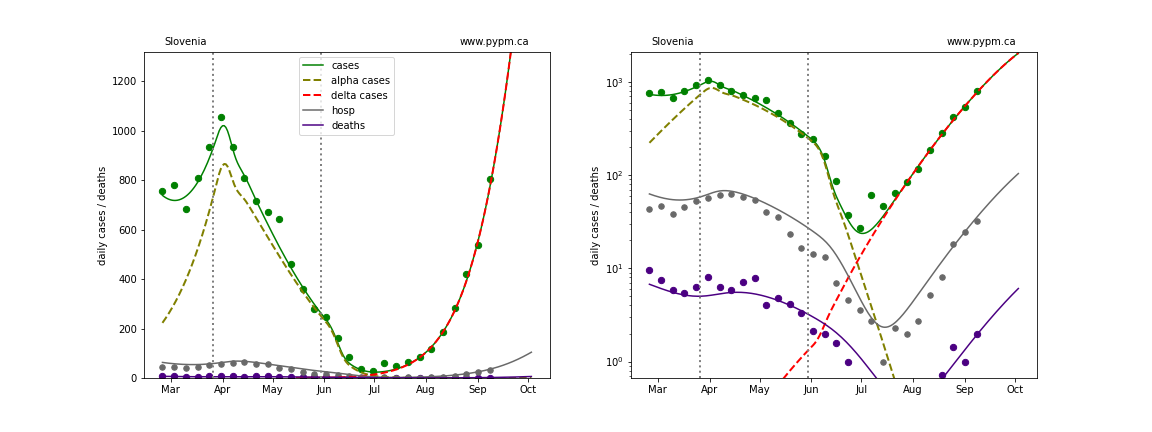 Slovenia www.pypm.ca
daily cases / deaths
1200
1000
800
600
400
200
0
Mar Apr May Jun Jul Aug Sep Oct
cases
alpha cases
delta cases
hosp
deaths
Slovenia www.pypm.ca
daily cases / deaths
10³
10²
10¹
10⁰
Mar Apr May Jun Jul Aug Sep Oct